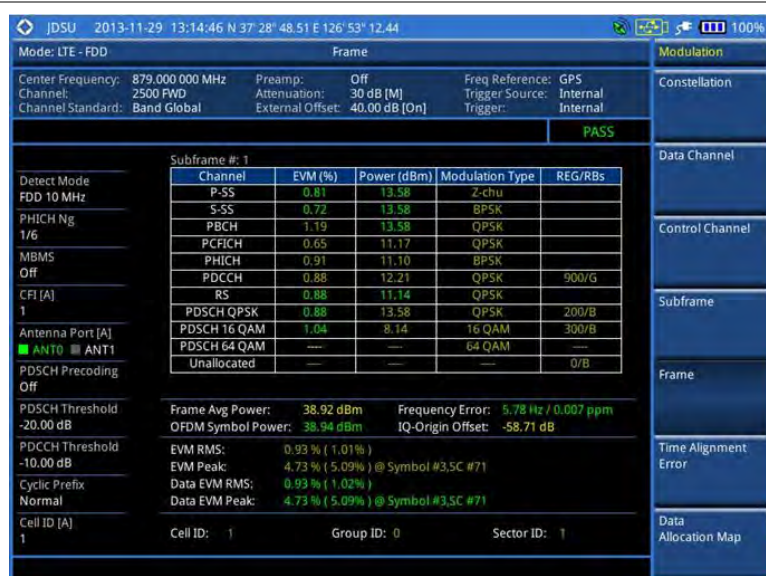 JDSU 2013-11-29 13:14:46 N 37° 28' 48.51 E 126° 53' 12.44 100%
Mode: LTE - FDD Frame Modulation
Center Frequency: 879.000 000 MHz Preamp: Off Freq Reference: GPS
Channel: 2500 FWD Attenuation: 30 dB [M] Trigger Source: Internal
Channel Standard: Band Global External Offset: 40.00 dB [On] Trigger: Internal
PASS
Constellation
Data Channel
Control Channel
Subframe
Frame
Time Alignment
Error
Data
Allocation Map
Detect Mode
FDD 10 MHz
PHICH Ng
1/6
MBMS
Off
CFI [A]
1
Antenna Port [A]
ANT0 ANT1
PDSCH Precoding
Off
PDSCH Threshold
-20.00 dB
PDCCH Threshold
-10.00 dB
Cyclic Prefix
Normal
Cell ID [A]
1
Subframe #: 1
Channel EVM (%) Power (dBm) Modulation Type REG/RBs
P-SS 0.81 13.58 Z-chu
S-SS 0.72 13.58 BPSK
PBCH 1.19 13.58 QPSK
PCFICH 0.65 11.17 QPSK
PHICH 0.91 11.10 BPSK
PDCCH 0.88 12.21 QPSK 900/G
RS 0.88 11.14 QPSK
PDSCH QPSK 0.88 13.58 QPSK 200/B
PDSCH 16 QAM 1.04 8.14 16 QAM 300/B
PDSCH 64 QAM ---- ---- 64 QAM ----
Unallocated ---- ---- ---- 0/B
Frame Avg Power: 38.92 dBm Frequency Error: 5.78 Hz / 0.007 ppm
OFDM Symbol Power: 38.94 dBm IQ-Origin Offset: -58.71 dB
EVM RMS: 0.93 % ( 1.01% )
EVM Peak: 4.73 % ( 5.09% ) @ Symbol #3,SC #71
Data EVM RMS: 0.93 % ( 1.02% )
Data EVM Peak: 4.73 % ( 5.09% ) @ Symbol #3,SC #71
Cell ID: 1 Group ID: 0 Sector ID: 1